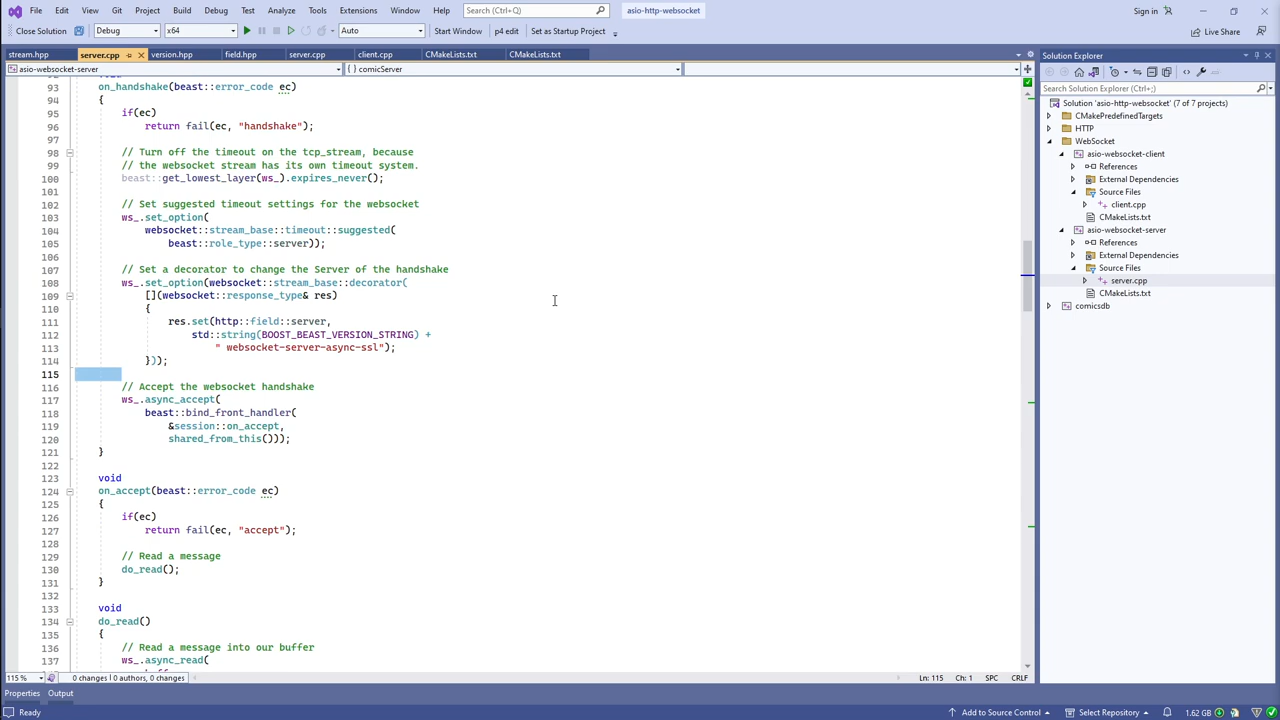 File Edit View Git Project Build Debug Test Analyze Tools Extensions Window Help Search (Ctrl+;) asio-http-websocket Sign in
Close Solution Debug x64 Auto Start Window p4 edit Set as Startup Project Live Share
stream.hpp server.cpp version.hpp field.hpp server.cpp client.cpp CMakeLists.txt CMakeLists.txt
asio-websocket-server comicServer
93 on_handshake(beast::error_code ec)
94 {
95 if(ec)
96 return fail(ec, "handshake");
97
98 // Turn off the timeout on the tcp_stream, because
99 // the websocket stream has its own timeout system.
100 beast::get_lowest_layer(ws_).expires_never();
101
102 // Set suggested timeout settings for the websocket
103 ws_.set_option(
104 websocket::stream_base::timeout::suggested(
105 beast::role_type::server));
106
107 // Set a decorator to change the Server of the handshake
108 ws_.set_option(websocket::stream_base::decorator(
109 [](websocket::response_type& res)
110 {
111 res.set(http::field::server,
112 std::string(BOOST_BEAST_VERSION_STRING) +
113 " websocket-server-async-ssl");
114 }));
115
116 // Accept the websocket handshake
117 ws_.async_accept(
118 beast::bind_front_handler(
119 &session::on_accept,
120 shared_from_this()));
121 }
122
123 void
124 on_accept(beast::error_code ec)
125 {
126 if(ec)
127 return fail(ec, "accept");
128
129 // Read a message
130 do_read();
131 }
132
133 void
134 do_read()
135 {
136 // Read a message into our buffer
137 ws_.async_read(
115 % 0 changes | 0 authors, 0 changes Ln: 115 Ch: 1 SPC CRLF
Properties Output
Ready Add to Source Control Select Repository 1.62 GB
Solution Explorer
Search Solution Explorer (Ctrl+;)
Solution 'asio-http-websocket' (7 of 7 projects)
CMakePredefinedTargets
HTTP
WebSocket
asio-websocket-client
References
External Dependencies
Source Files
client.cpp
CMakeLists.txt
asio-websocket-server
References
External Dependencies
Source Files
server.cpp
CMakeLists.txt
comicsdb